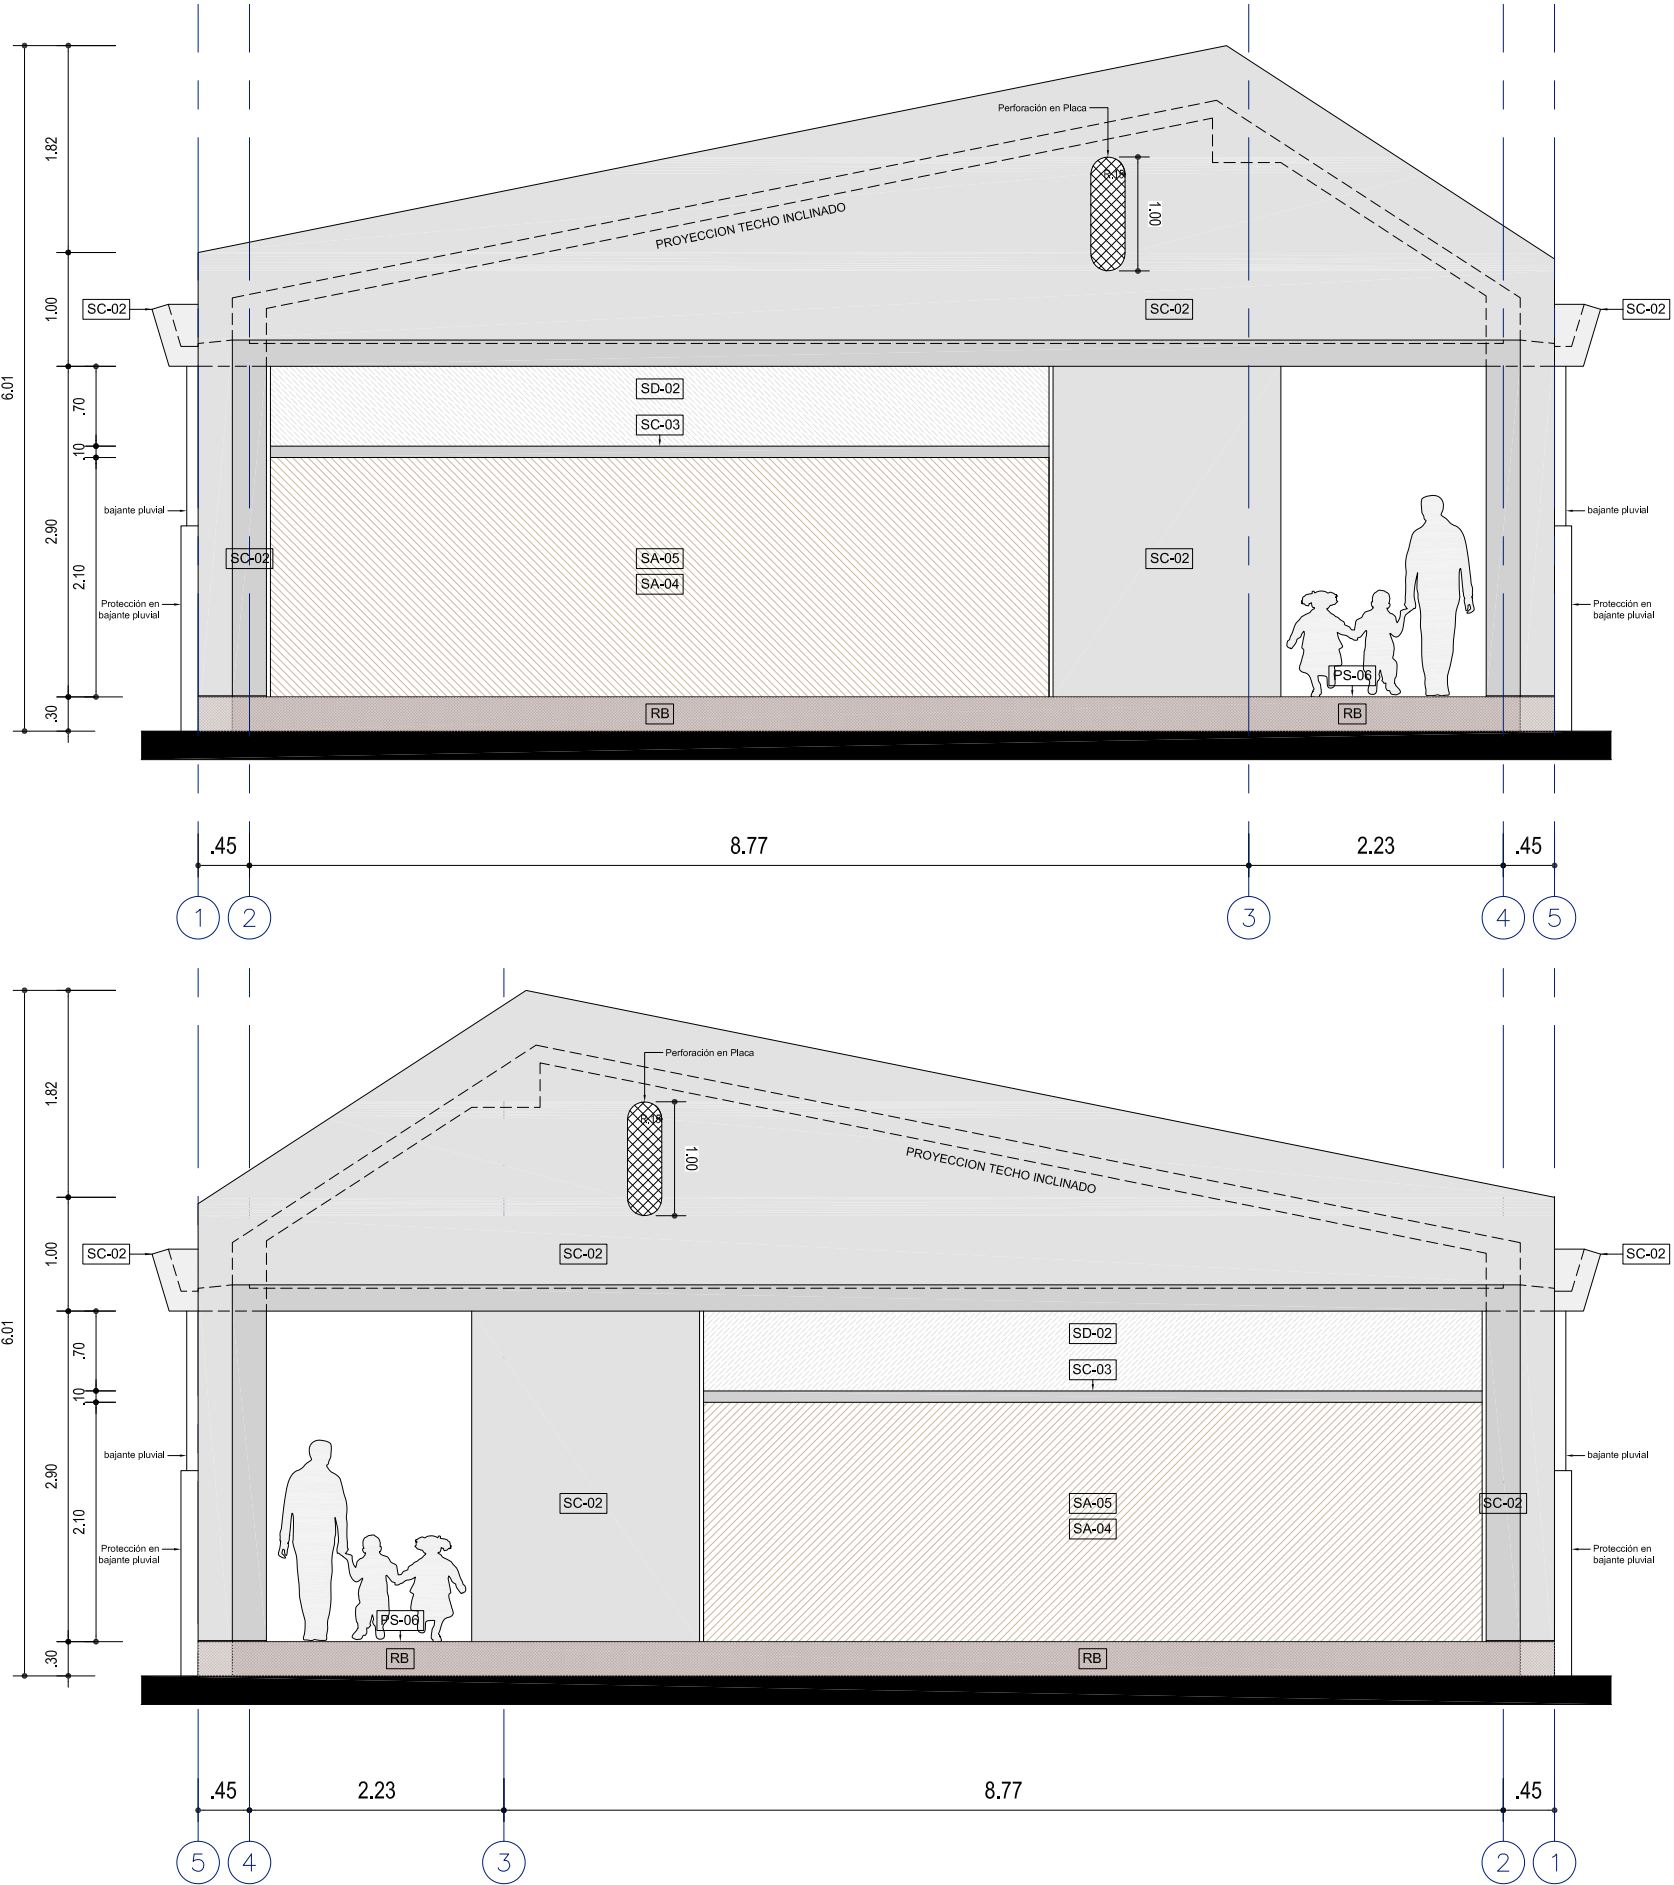 Perforación en Placa
1.82
R.15
1.00
PROYECCION TECHO INCLINADO
SC-02
1.00
SC-02
SC-02
6.01
.70
SD-02
.10
SC-03
bajante pluvial
2.90
bajante pluvial
SC-02
2.10
SA-05
SC-02
SA-04
Protección en
bajante pluvial
Protección en
bajante pluvial
PS-06
.30
RB
RB
.45
8.77
2.23
.45
1
2
3
4
5
Perforación en Placa
1.82
R.15
1.00
PROYECCION TECHO INCLINADO
SC-02
1.00
SC-02
SC-02
6.01
.70
SD-02
.10
SC-03
bajante pluvial
2.90
bajante pluvial
SC-02
2.10
SA-05
SC-02
SA-04
Protección en
bajante pluvial
Protección en
bajante pluvial
PS-06
.30
RB
RB
.45
2.23
8.77
.45
5
4
3
2
1